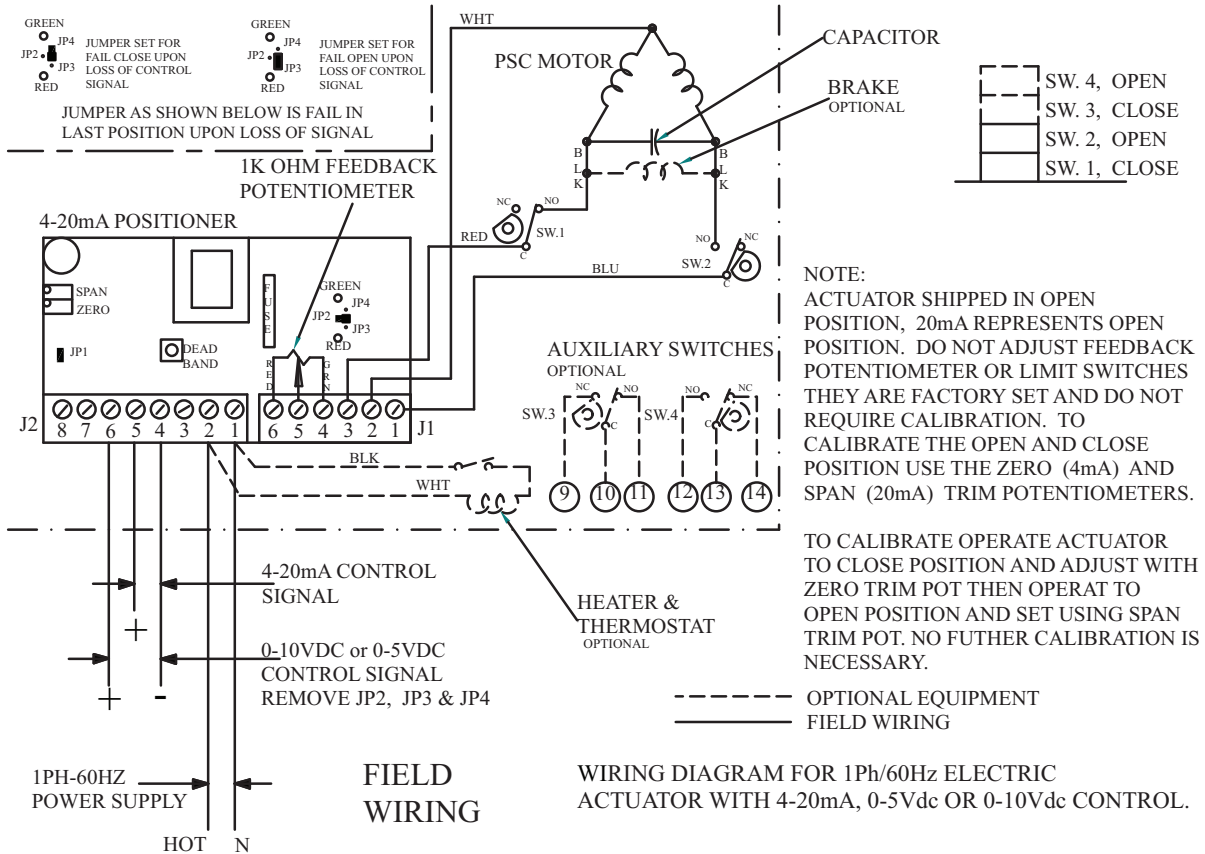 GREEN
JP4
JP2
JP3
RED
JUMPER SET FOR
FAIL CLOSE UPON
LOSS OF CONTROL
SIGNAL
GREEN
JP4
JP2
JP3
RED
JUMPER SET FOR
FAIL OPEN UPON
LOSS OF CONTROL
SIGNAL
JUMPER AS SHOWN BELOW IS FAIL IN
LAST POSITION UPON LOSS OF SIGNAL
WHT
PSC MOTOR
CAPACITOR
BRAKE
OPTIONAL
BLK
BLK
SW. 4, OPEN
SW. 3, CLOSE
SW. 2, OPEN
SW. 1, CLOSE
1K OHM FEEDBACK
POTENTIOMETER
4-20mA POSITIONER
NC
NO
RED
SW.1
C
NO
NC
SW.2
C
BLU
SPAN
ZERO
JP1
DEAD
BAND
FUSE
GREEN
JP4
JP2
JP3
RED
RED
GRN
J2
8 7 6 5 4 3 2 1
6 5 4 3 2 1
J1
BLK
WHT
AUXILIARY SWITCHES
OPTIONAL
NC
NO
SW.3
C
NO
NC
SW.4
C
9 10 11 12 13 14
HEATER &
THERMOSTAT
OPTIONAL
NOTE:
ACTUATOR SHIPPED IN OPEN
POSITION, 20mA REPRESENTS OPEN
POSITION. DO NOT ADJUST FEEDBACK
POTENTIOMETER OR LIMIT SWITCHES
THEY ARE FACTORY SET AND DO NOT
REQUIRE CALIBRATION. TO
CALIBRATE THE OPEN AND CLOSE
POSITION USE THE ZERO (4mA) AND
SPAN (20mA) TRIM POTENTIOMETERS.
TO CALIBRATE OPERATE ACTUATOR
TO CLOSE POSITION AND ADJUST WITH
ZERO TRIM POT THEN OPERAT TO
OPEN POSITION AND SET USING SPAN
TRIM POT. NO FUTHER CALIBRATION IS
NECESSARY.
4-20mA CONTROL
SIGNAL
+
0-10VDC or 0-5VDC
CONTROL SIGNAL
REMOVE JP2, JP3 & JP4
+ -
OPTIONAL EQUIPMENT
FIELD WIRING
1PH-60HZ
POWER SUPPLY
HOT N
FIELD
WIRING
WIRING DIAGRAM FOR 1Ph/60Hz ELECTRIC
ACTUATOR WITH 4-20mA, 0-5Vdc OR 0-10Vdc CONTROL.